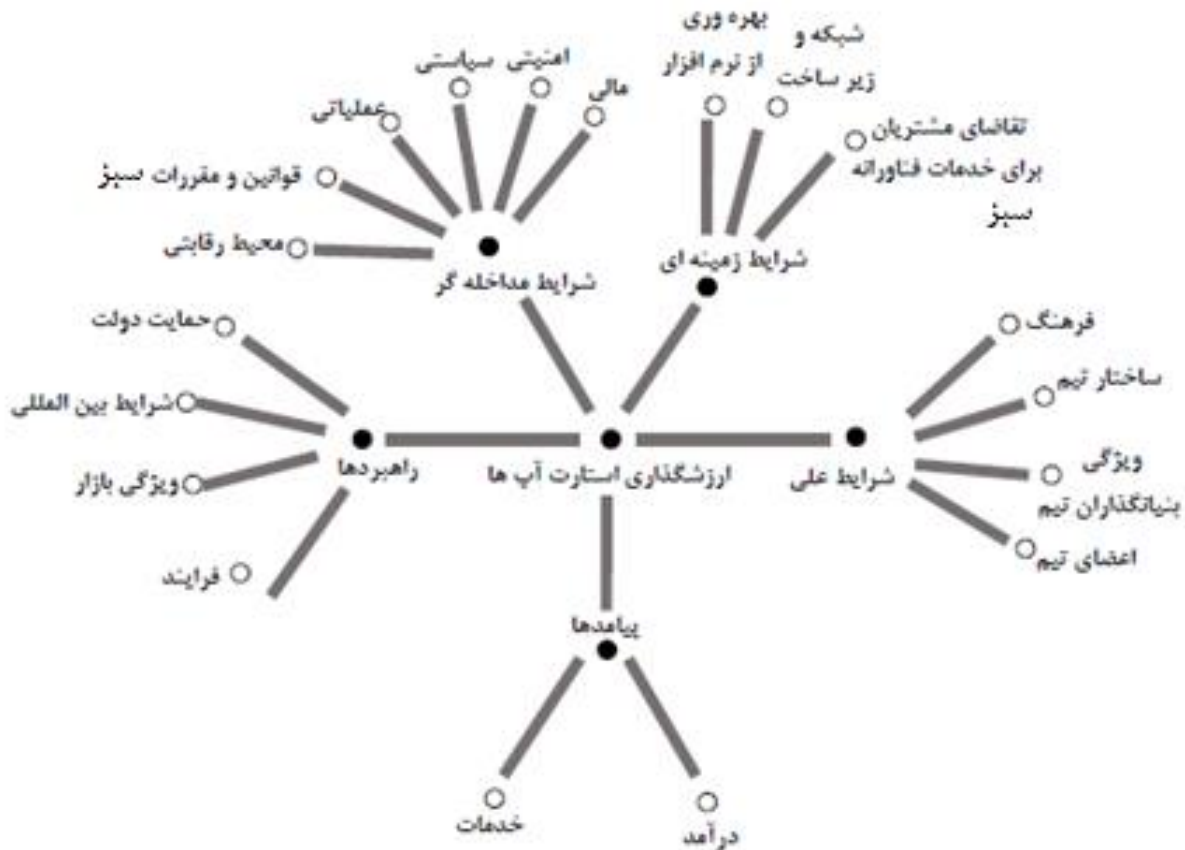 بهره وری
از نرم افزار
شبکه و
زیر ساخت
تقاضای مشتریان
برای خدمات فناورانه
سبز
شرایط زمینه ای
مالی
امنیتی
سیاستی
عملیاتی
قوانین و مقررات سبز
محیط رقابتی
شرایط مداخله گر
فرهنگ
ساختار تیم
ویژگی
بنیانگذاران تیم
اعضای تیم
شرایط علی
ارزشگذاری استارت آپ ها
راهبردها
حمایت دولت
شرایط بین المللی
ویژگی بازار
فرایند
پیامدها
درآمد
خدمات